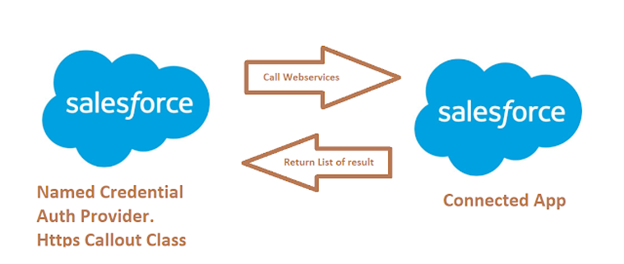 salesforce
Call Webservices
salesforce
Return List of result
Named Credential
Auth Provider.
Https Callout Class
Connected App